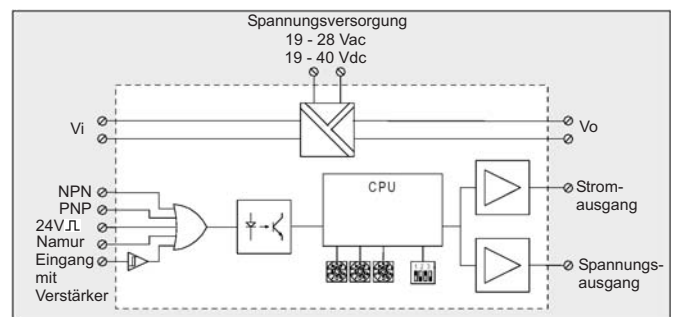 Spannungsversorgung
19 - 28 Vac
19 - 40 Vdc
Vi
Vo
NPN
PNP
24V
Namur
Eingang
mit
Verstärker
CPU
Strom-
ausgang
Spannungs-
ausgang